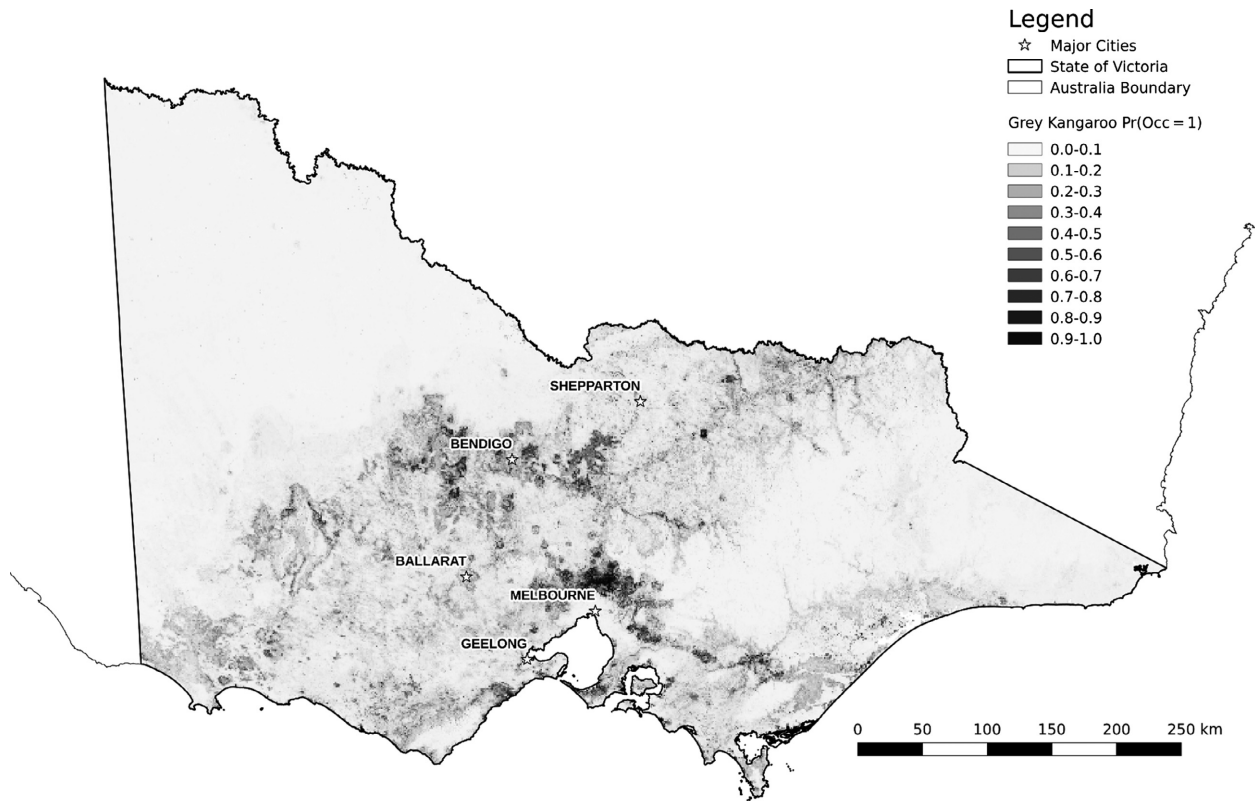 Legend
Major Cities
State of Victoria
Australia Boundary
Grey Kangaroo Pr(Occ = 1)
0.0-0.1
0.1-0.2
0.2-0.3
0.3-0.4
0.4-0.5
0.5-0.6
0.6-0.7
0.7-0.8
0.8-0.9
0.9-1.0
SHEPPARTON
BENDIGO
BALLARAT
MELBOURNE
GEELONG
0 50 100 150 200 250 km